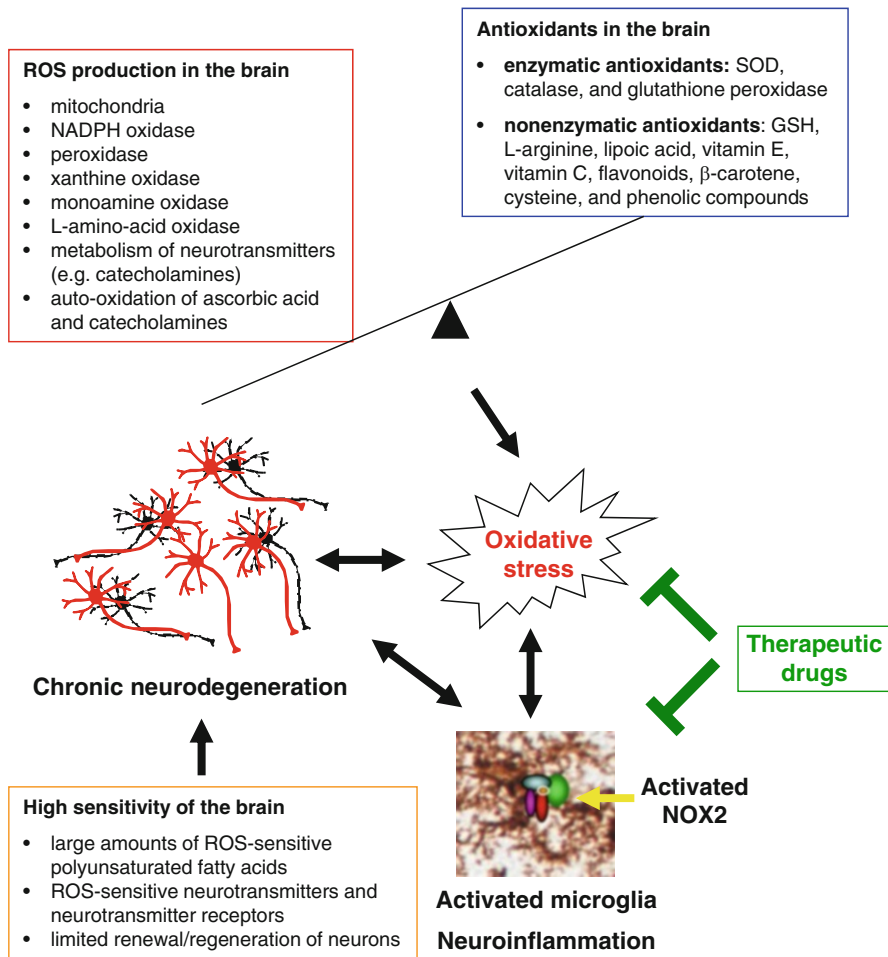 ROS production in the brain
• mitochondria
• NADPH oxidase
• peroxidase
• xanthine oxidase
• monoamine oxidase
• L-amino-acid oxidase
• metabolism of neurotransmitters
(e.g. catecholamines)
• auto-oxidation of ascorbic acid
and catecholamines
Antioxidants in the brain
• enzymatic antioxidants: SOD,
catalase, and glutathione peroxidase
• nonenzymatic antioxidants: GSH,
L-arginine, lipoic acid, vitamin E,
vitamin C, flavonoids, β-carotene,
cysteine, and phenolic compounds
Oxidative
stress
Therapeutic
drugs
Chronic neurodegeneration
Activated
NOX2
High sensitivity of the brain
• large amounts of ROS-sensitive
polyunsaturated fatty acids
• ROS-sensitive neurotransmitters and
neurotransmitter receptors
• limited renewal/regeneration of neurons
Activated microglia
Neuroinflammation